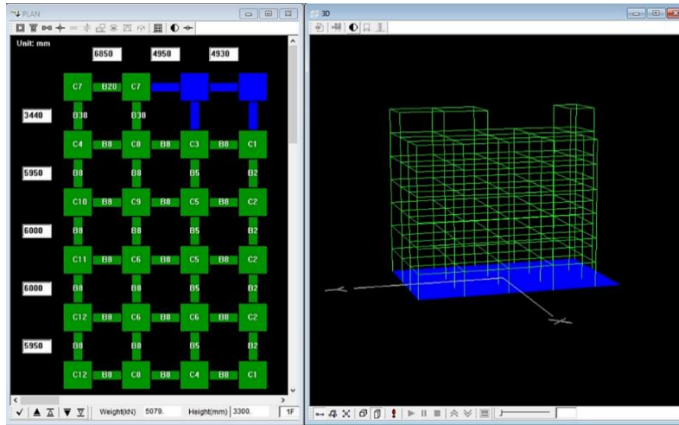 PLAN
3D
Unit: mm
6850 4950 4930
C7 B20 C7
3440 B30 B30
C4 B8 C8 B8 C3 B8 C1
5950 B8 B8 B5 B2
C10 B8 C9 B8 C5 B8 C2
6000 B8 B8 B5 B2
C11 B8 C6 B8 C5 B8 C2
6000 B8 B8 B5 B2
C12 B8 C6 B8 C6 B8 C2
5950 B8 B8 B5 B2
C12 B8 C8 B8 C4 B8 C1
Weight(kN) 5079. Height(mm) 3300. 1F